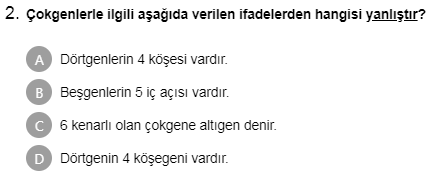 2. Çokgenlerle ilgili aşağıda verilen ifadelerden hangisi yanlıştır?
A Dörtgenlerin 4 köşesi vardır.
B Beşgenlerin 5 iç açısı vardır.
C 6 kenarlı olan çokgene altıgen denir.
D Dörtgenin 4 köşegeni vardır.